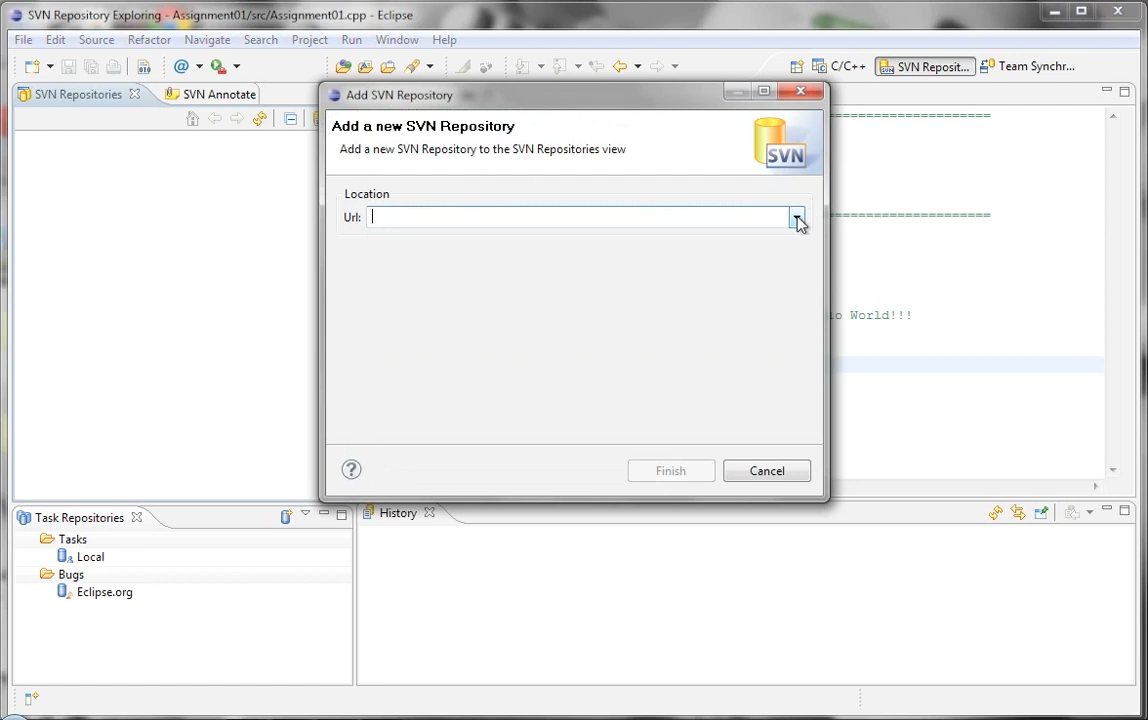 SVN Repository Exploring - Assignment01/src/Assignment01.cpp - Eclipse
File Edit Source Refactor Navigate Search Project Run Window Help
C/C++ SVN Reposit... Team Synchr...
SVN Repositories SVN Annotate
Add SVN Repository
Add a new SVN Repository
Add a new SVN Repository to the SVN Repositories view
SVN
Location
Url:
World!!!
Finish Cancel
Task Repositories
History
Tasks
Local
Bugs
Eclipse.org